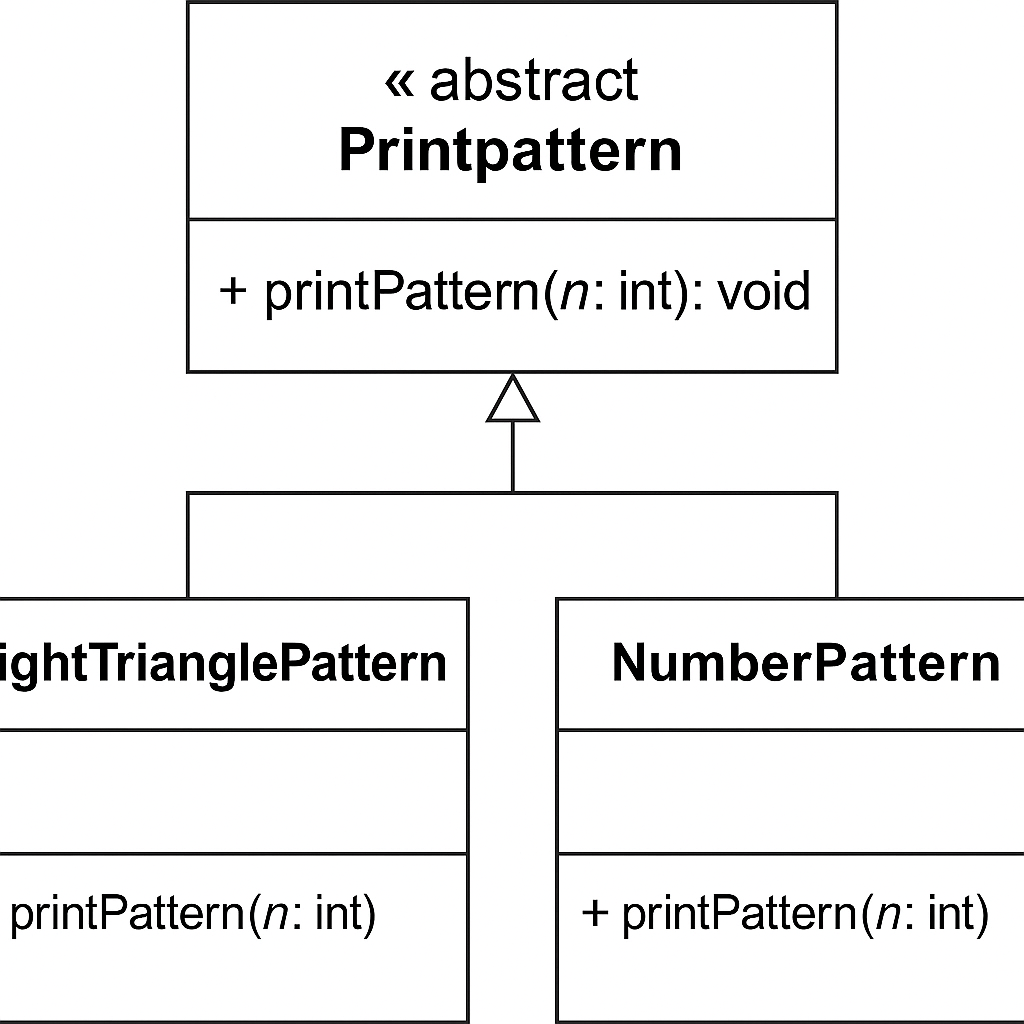 « abstract
Printpattern
+ printPattern(n: int): void
ightTrianglePattern
NumberPattern
printPattern(n: int)
+ printPattern(n: int)